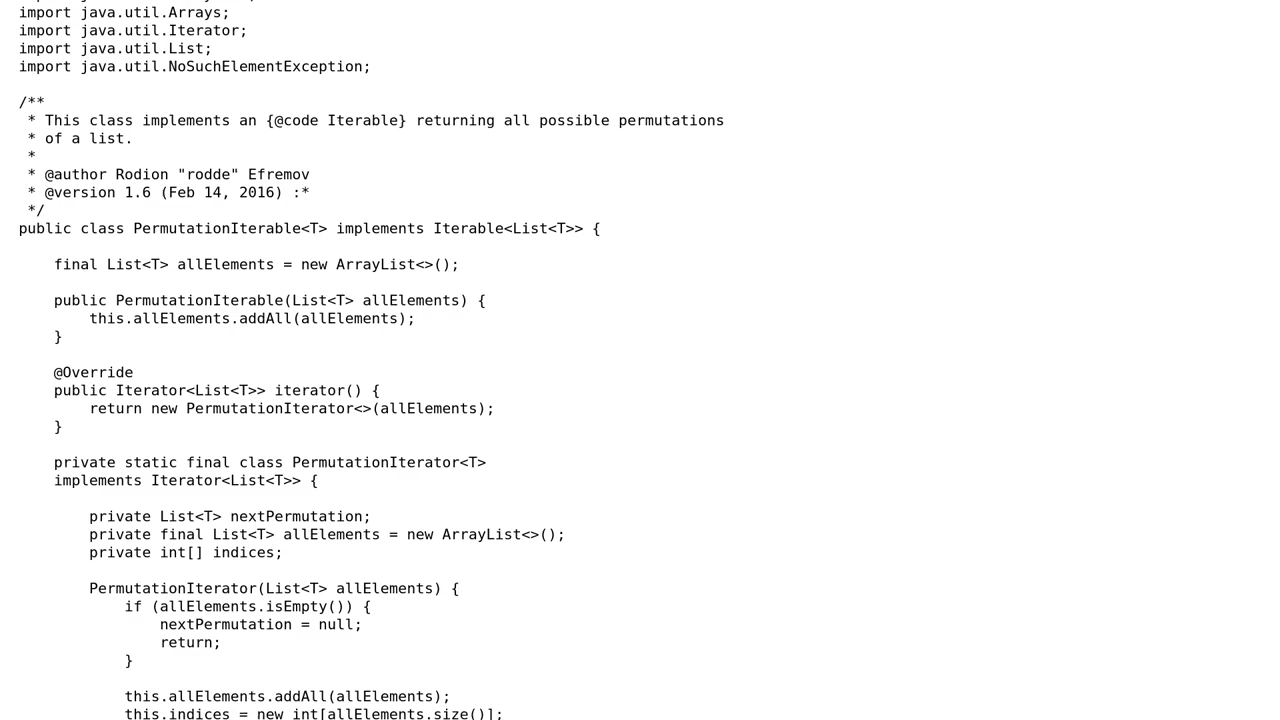 import java.util.Arrays;
import java.util.Iterator;
import java.util.List;
import java.util.NoSuchElementException;

/**
 * This class implements an {@code Iterable} returning all possible permutations
 * of a list.
 *
 * @author Rodion "rodde" Efremov
 * @version 1.6 (Feb 14, 2016) :*
 */
public class PermutationIterable<T> implements Iterable<List<T>> {

    final List<T> allElements = new ArrayList<>();

    public PermutationIterable(List<T> allElements) {
        this.allElements.addAll(allElements);
    }

    @Override
    public Iterator<List<T>> iterator() {
        return new PermutationIterator<>(allElements);
    }

    private static final class PermutationIterator<T>
    implements Iterator<List<T>> {

        private List<T> nextPermutation;
        private final List<T> allElements = new ArrayList<>();
        private int[] indices;

        PermutationIterator(List<T> allElements) {
            if (allElements.isEmpty()) {
                nextPermutation = null;
                return;
            }

            this.allElements.addAll(allElements);
            this.indices = new int[allElements.size()];